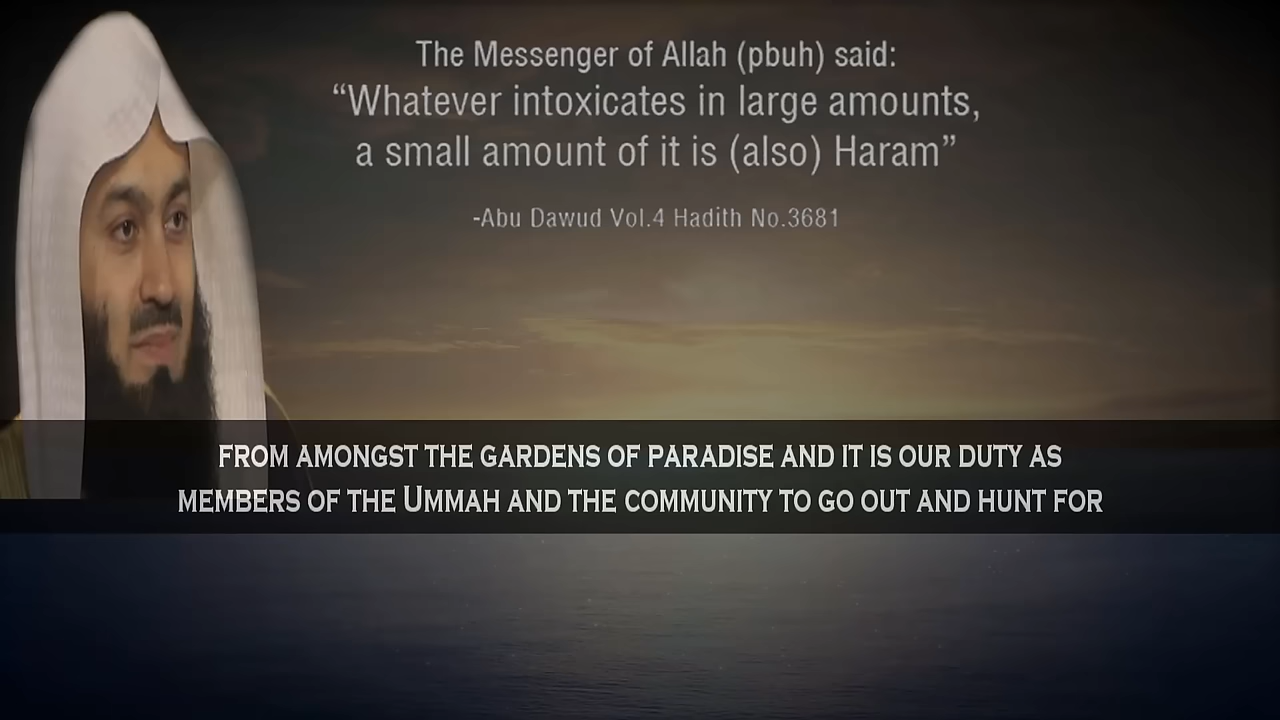 The Messenger of Allah (pbuh) said:
“Whatever intoxicates in large amounts,
a small amount of it is (also) Haram”
-Abu Dawud Vol.4 Hadith No.3681
FROM AMONGST THE GARDENS OF PARADISE AND IT IS OUR DUTY AS
MEMBERS OF THE UMMAH AND THE COMMUNITY TO GO OUT AND HUNT FOR